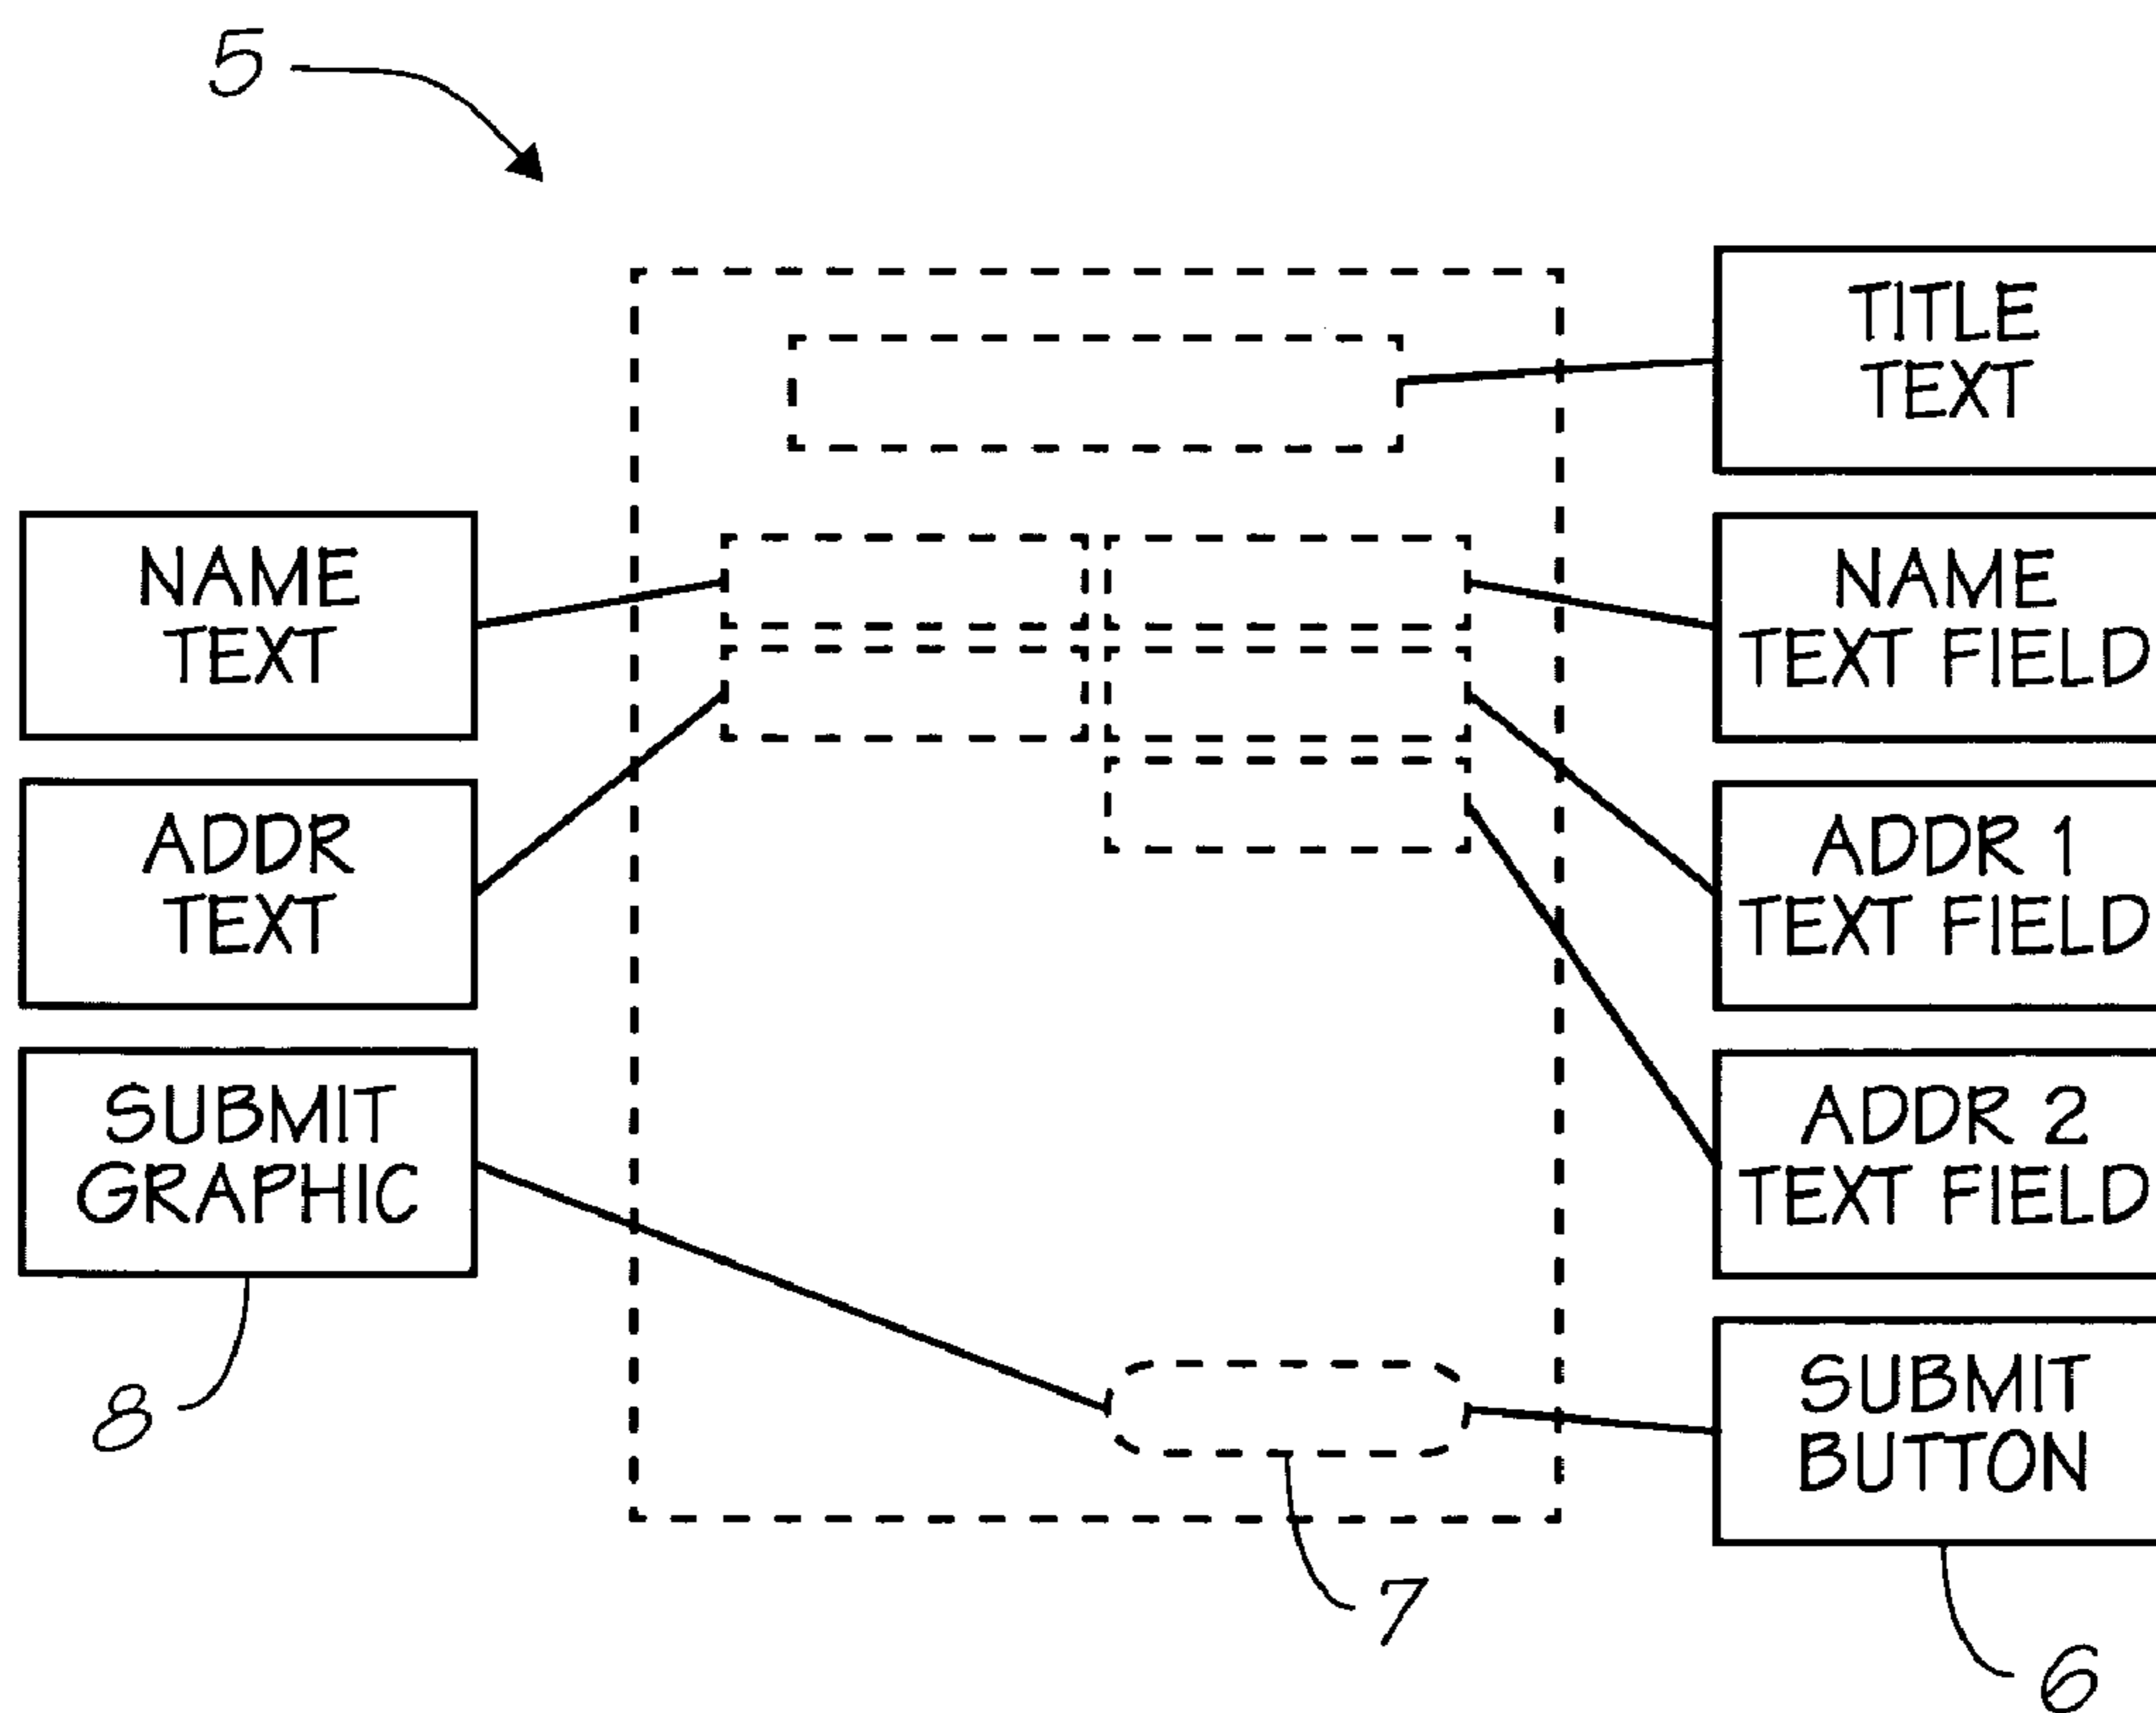 5
TITLE
TEXT
NAME
TEXT
NAME
TEXT FIELD
ADDR
TEXT
ADDR 1
TEXT FIELD
SUBMIT
GRAPHIC
ADDR 2
TEXT FIELD
SUBMIT
BUTTON
8
7
6